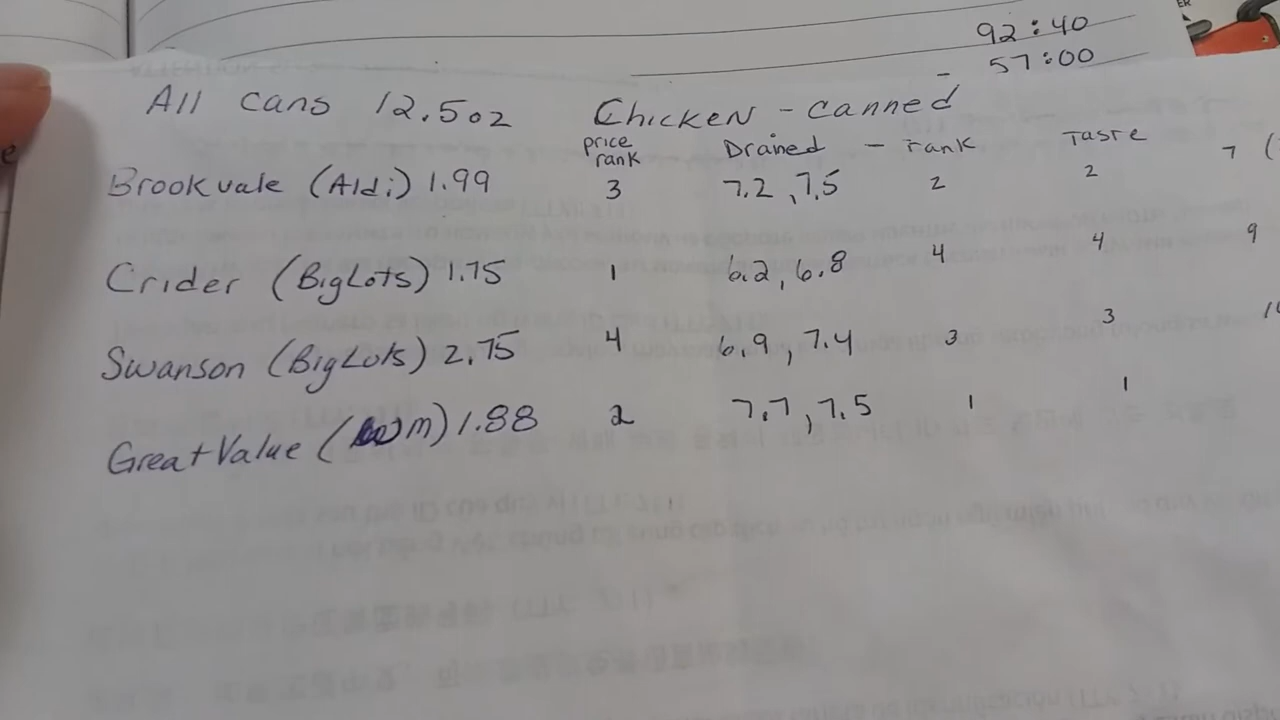 92:40
- 57:00
All cans 12.5oz Chicken - canned
price rank Drained - rank Taste
Brookvale (Aldi) 1.99 3 7.2, 7.5 2 2 7 (
Crider (BigLots) 1.75 1 6.2, 6.8 4 4 9
Swanson (BigLots) 2.75 4 6.9, 7.4 3 3
Great Value (wm) 1.88 2 7.7, 7.5 1 1